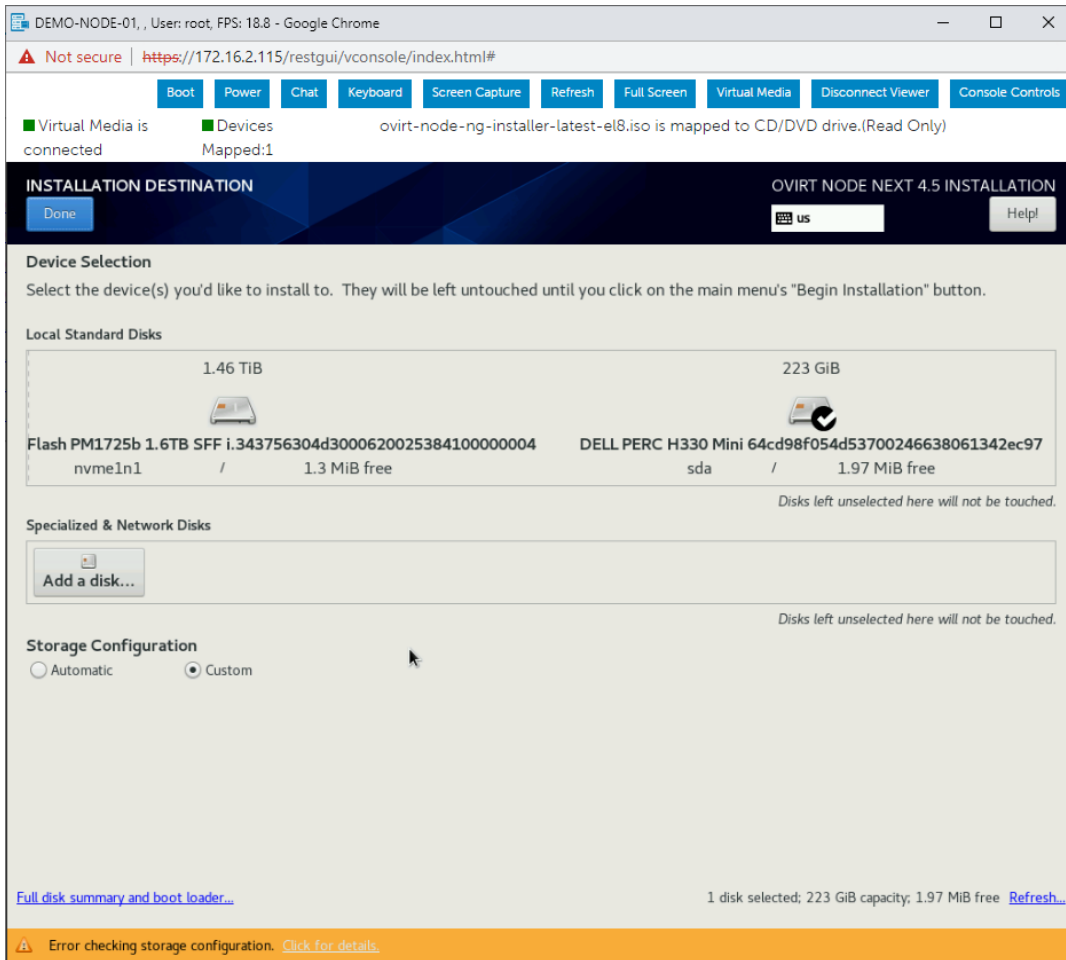 DEMO-NODE-01, , User: root, FPS: 18.8 - Google Chrome
Not secure | https://172.16.2.115/restgui/vconsole/index.html#
Boot Power Chat Keyboard Screen Capture Refresh Full Screen Virtual Media Disconnect Viewer Console Controls
Virtual Media is connected
Devices Mapped:1
ovirt-node-ng-installer-latest-el8.iso is mapped to CD/DVD drive.(Read Only)
INSTALLATION DESTINATION
OVIRT NODE NEXT 4.5 INSTALLATION
Done
us
Help!
Device Selection
Select the device(s) you'd like to install to. They will be left untouched until you click on the main menu's "Begin Installation" button.
Local Standard Disks
1.46 TiB
Flash PM1725b 1.6TB SFF i.343756304d3000620025384100000004
nvme1n1 / 1.3 MiB free
223 GiB
DELL PERC H330 Mini 64cd98f054d53700246638061342ec97
sda / 1.97 MiB free
Disks left unselected here will not be touched.
Specialized & Network Disks
Add a disk...
Disks left unselected here will not be touched.
Storage Configuration
Automatic Custom
Full disk summary and boot loader...
1 disk selected; 223 GiB capacity; 1.97 MiB free Refresh...
Error checking storage configuration. Click for details.